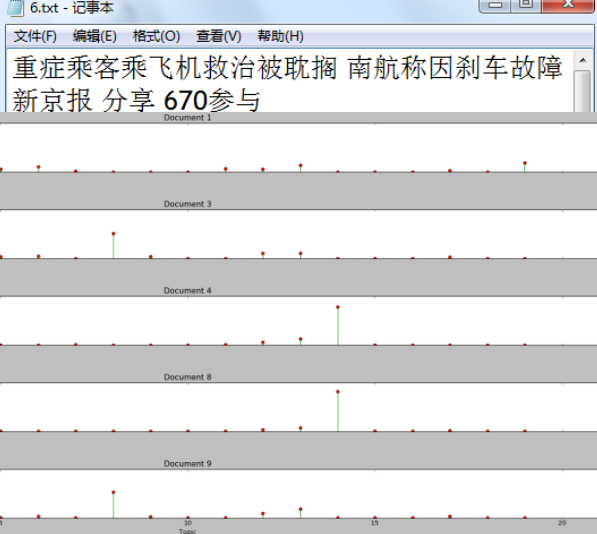 6.txt - 记事本
文件(F) 编辑(E) 格式(O) 查看(V) 帮助(H)
重症乘客乘飞机救治被耽搁 南航称因刹车故障
新京报 分享 670参与
Document 1
Document 3
Document 4
Document 8
Document 9
5 10 15 20
Topic